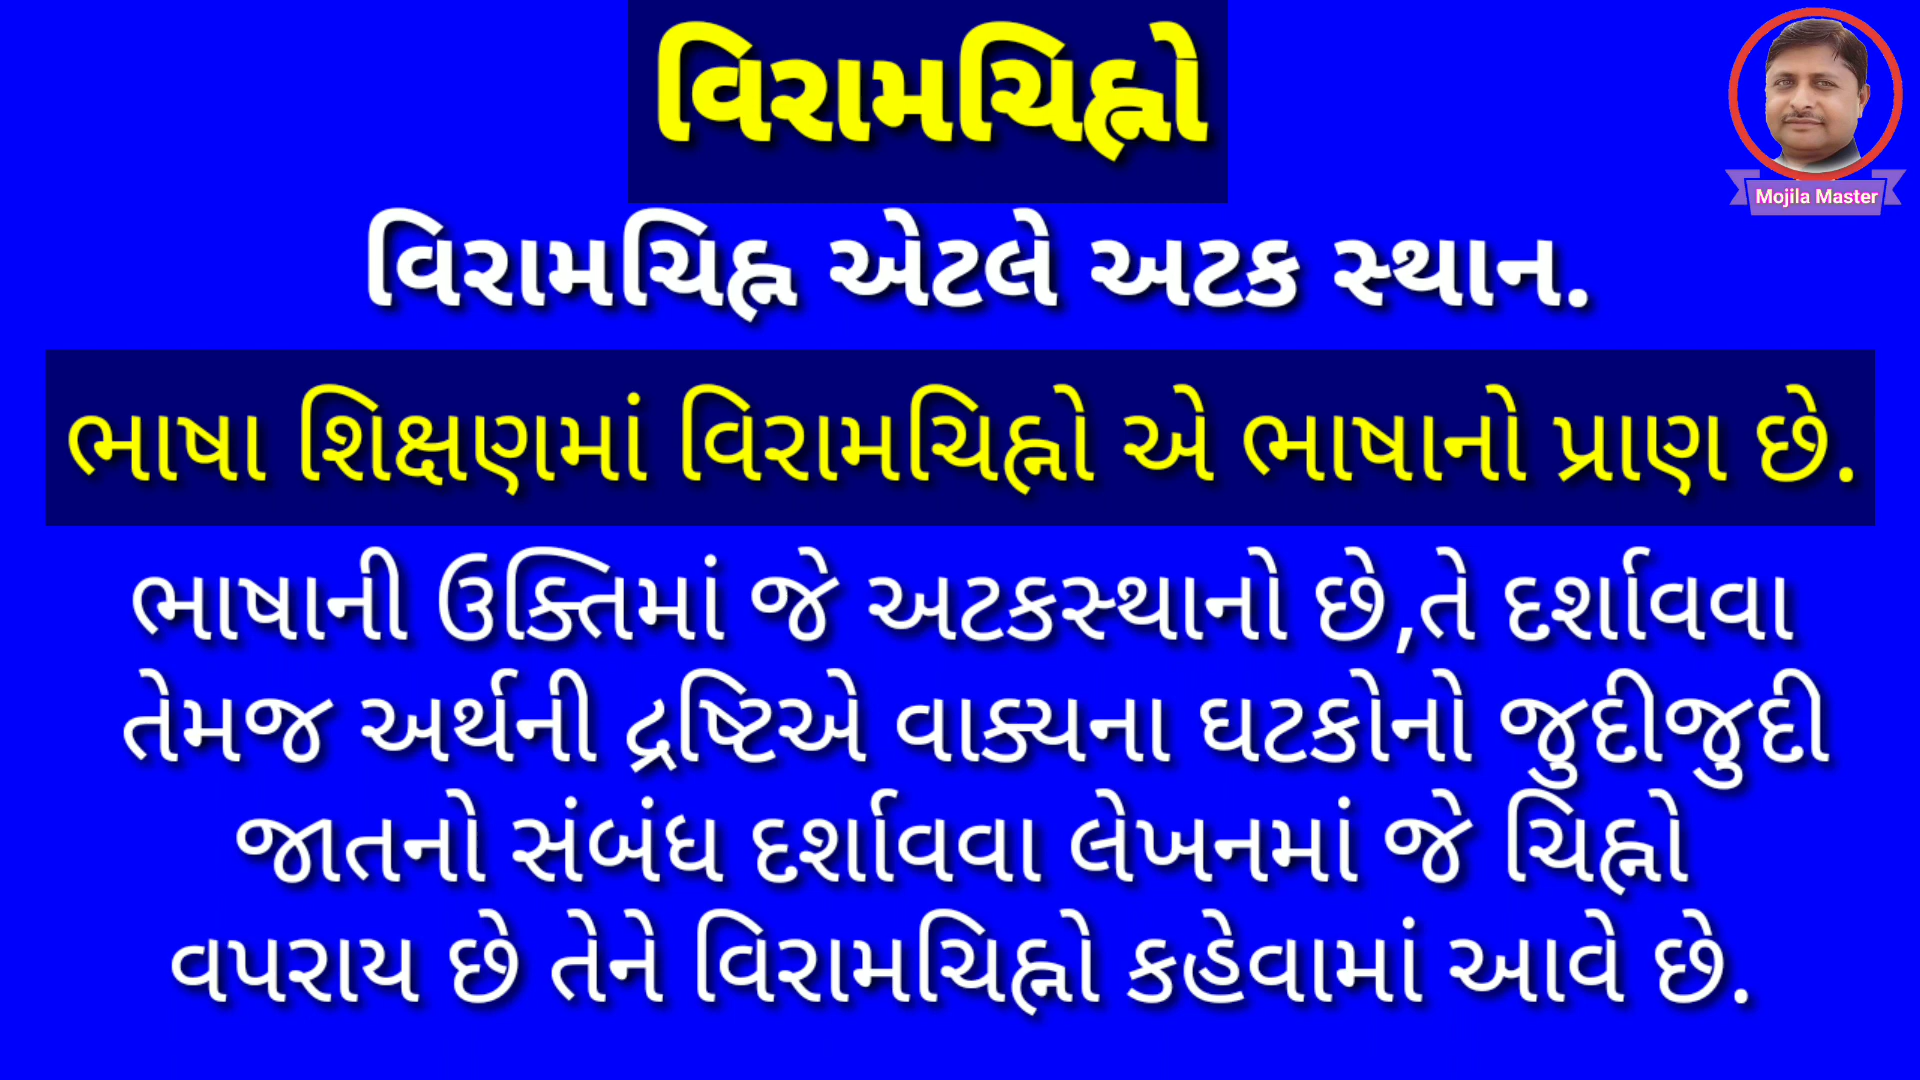 વિરામચિહ્નો
Mojila Master
વિરામચિહ્ન એટલે અટક સ્થાન.
ભાષા શિક્ષણમાં વિરામચિહ્નો એ ભાષાનો પ્રાણ છે.
ભાષાની ઉક્તિમાં જે અટકસ્થાનો છે,તે દર્શાવવા
તેમજ અર્થની દ્રષ્ટિએ વાક્યના ઘટકોનો જુદીજુદી
જાતનો સંબંધ દર્શાવવા લેખનમાં જે ચિહ્નો
વપરાય છે તેને વિરામચિહ્નો કહેવામાં આવે છે.